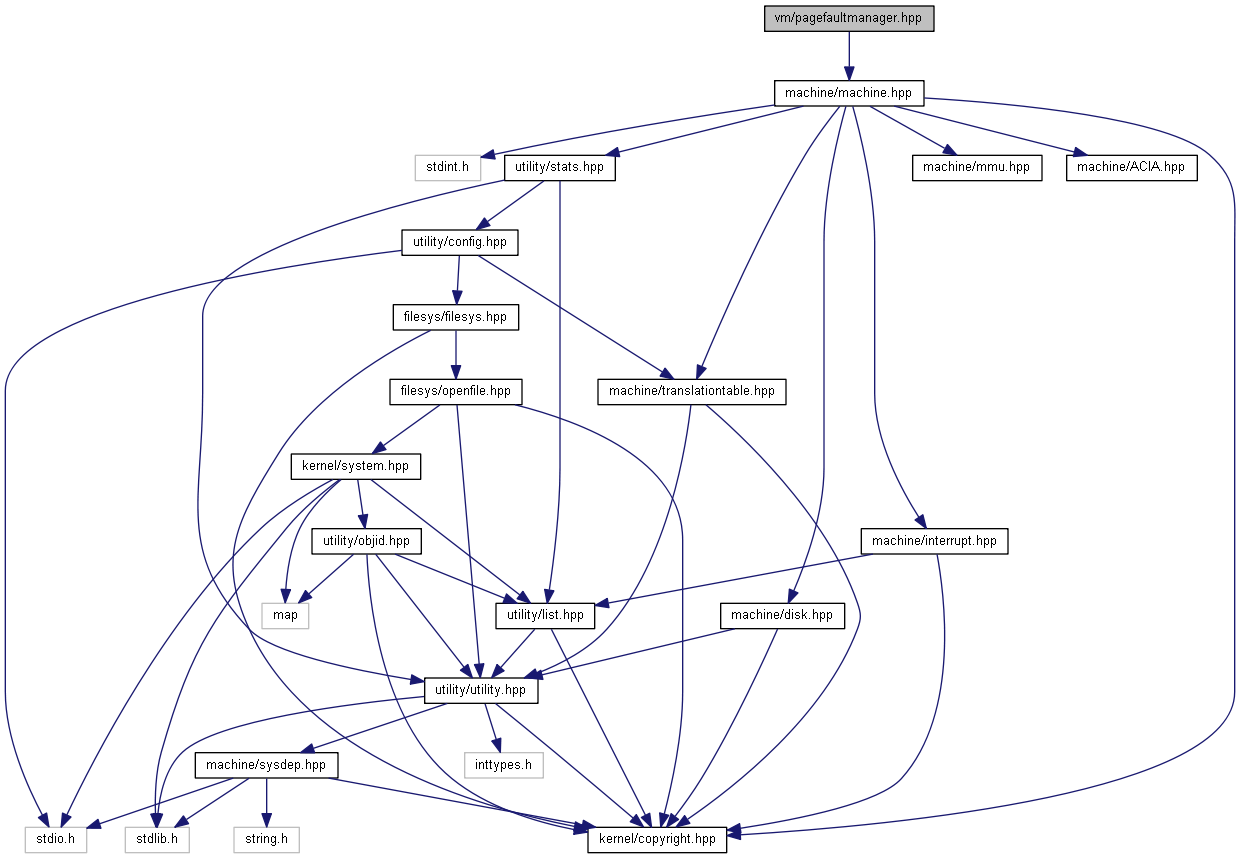 vm/pagefaultmanager.hpp
machine/machine.hpp
stdint.h
utility/stats.hpp
machine/mmu.hpp
machine/ACIA.hpp
utility/config.hpp
filesys/filesys.hpp
filesys/openfile.hpp
machine/translationtable.hpp
kernel/system.hpp
utility/objid.hpp
machine/interrupt.hpp
map
utility/list.hpp
machine/disk.hpp
utility/utility.hpp
machine/sysdep.hpp
inttypes.h
stdio.h
stdlib.h
string.h
kernel/copyright.hpp